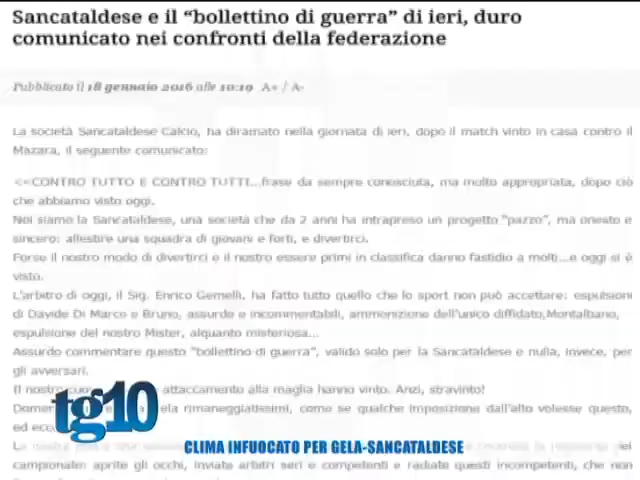 Sancataldese e il “bollettino di guerra” di ieri, duro
comunicato nei confronti della federazione
Pubblicato il 18 gennaio 2016 alle 10:19 A+ / A-
La società Sancataldese Calcio, ha diramato nella giornata di ieri, dopo il match vinto in casa contro il
Mazara, il seguente comunicato:
<<CONTRO TUTTO E CONTRO TUTTI...frase da sempre conosciuta, ma molto appropriata, dopo ciò
che abbiamo visto oggi.
Noi siamo la Sancataldese, una società che da 2 anni ha intrapreso un progetto “pazzo”, ma onesto e
sincero: allestire una squadra di giovani e forti, e divertirci.
Forse il nostro modo di divertirci e il nostro essere primi in classifica danno fastidio a molti...e oggi si è
visto.
L'arbitro di oggi, il Sig. Enrico Gemelli, ha fatto tutto quello che lo sport non può accettare: espulsioni
di Davide Di Marco e Bruno, assurde e incommentabili, ammonizione dell'unico diffidato,Montalbano,
espulsione del nostro Mister, alquanto misteriosa...
Assurdo commentare questo “bollettino di guerra”, valido solo per la Sancataldese e nulla, invece, per
gli avversari.
Il nostro attaccamento alla maglia hanno vinto. Anzi, stravinto!
rimaneggiatissimi, come se qualche imposizione dall'alto volesse questo,
ed
tg10
CLIMA INFUOCATO PER GELA-SANCATALDESE
campionato: aprite gli occhi, inviate arbitri seri e competenti e radiate questi incompetenti, che non